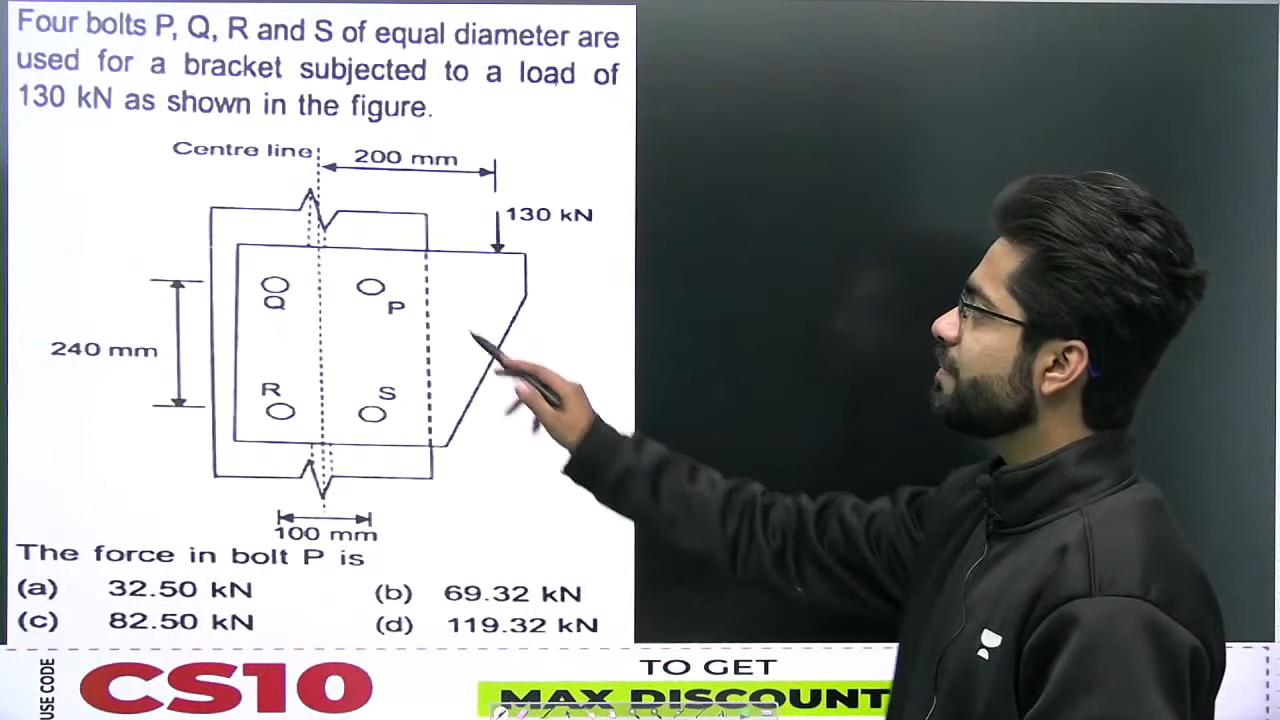 Four bolts P, Q, R and S of equal diameter are
used for a bracket subjected to a load of
130 kN as shown in the figure.
Centre line
200 mm
130 kN
Q
P
240 mm
R
S
100 mm
The force in bolt P is
(a) 32.50 kN (b) 69.32 kN
(c) 82.50 kN (d) 119.32 kN
USE CODE
CS10
TO GET
MAX DISCOUNT